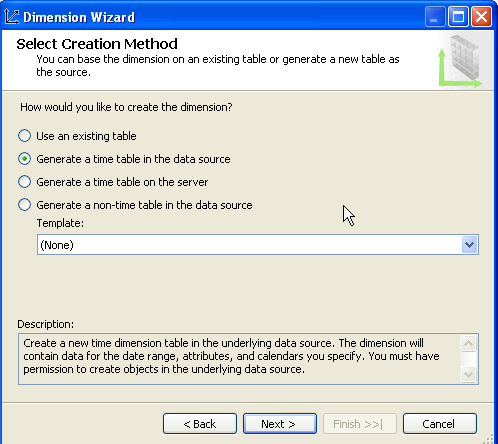 Dimension Wizard
Select Creation Method
You can base the dimension on an existing table or generate a new table as
the source.
How would you like to create the dimension?
Use an existing table
Generate a time table in the data source
Generate a time table on the server
Generate a non-time table in the data source
Template:
(None)
Description:
Create a new time dimension table in the underlying data source. The dimension will
contain data for the date range, attributes, and calendars you specify. You must have
permission to create objects in the underlying data source.
< Back
Next >
Finish >>|
Cancel